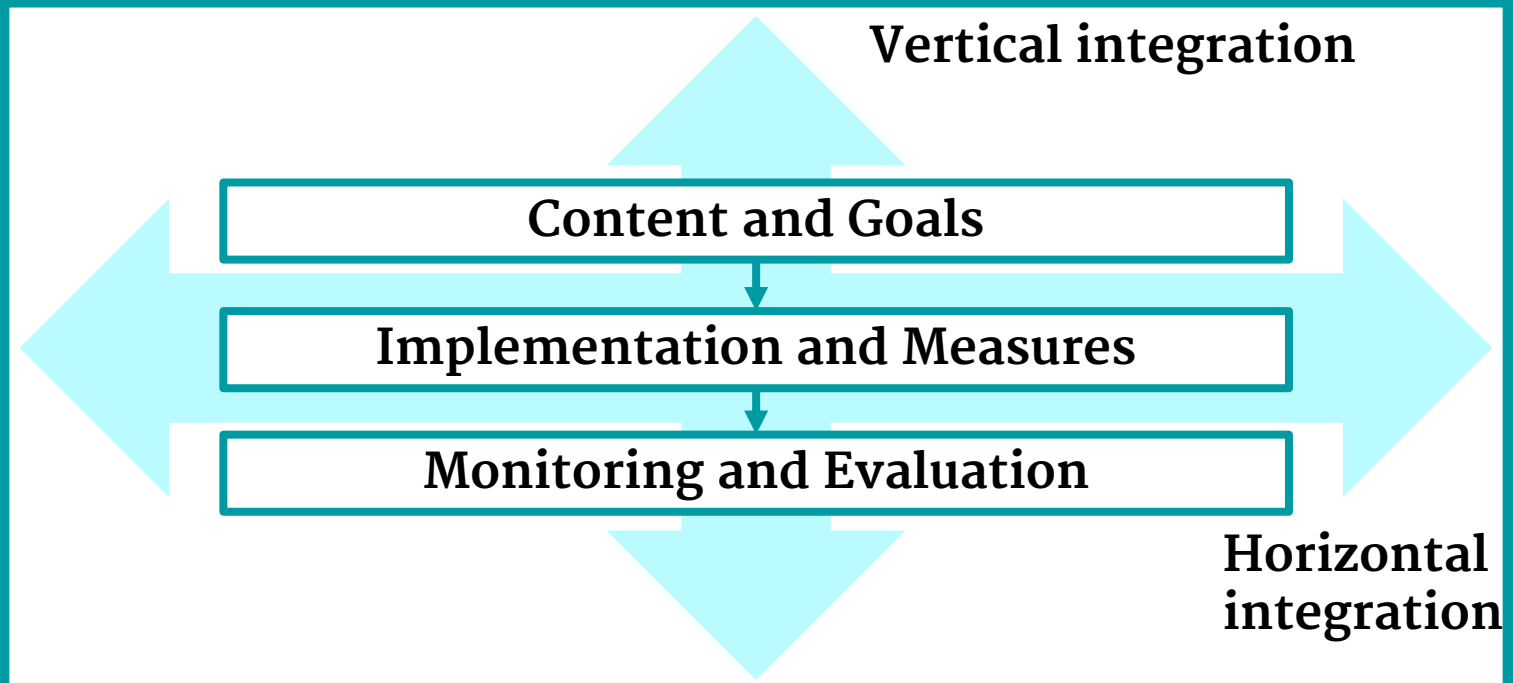 Vertical integration
Content and Goals
Implementation and Measures
Monitoring and Evaluation
Horizontal
integration